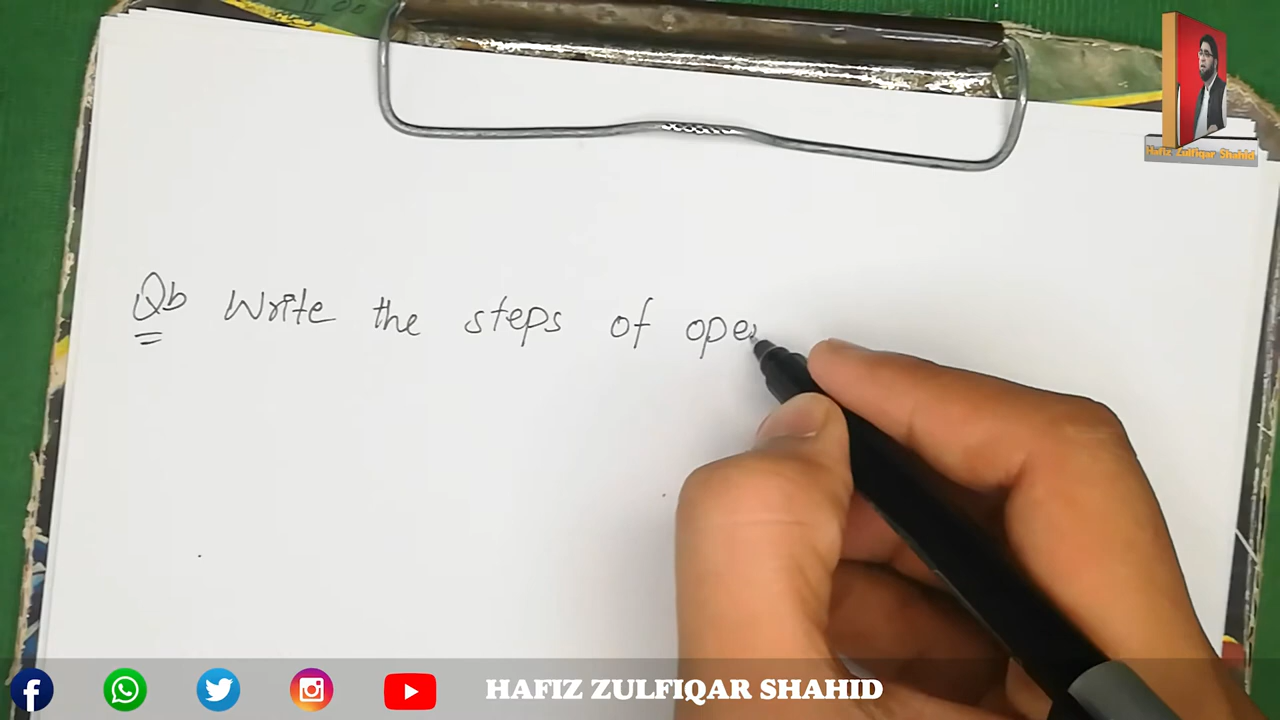 Hafiz Zulfiqar Shahid
Qb Write the steps of ope
HAFIZ ZULFIQAR SHAHID